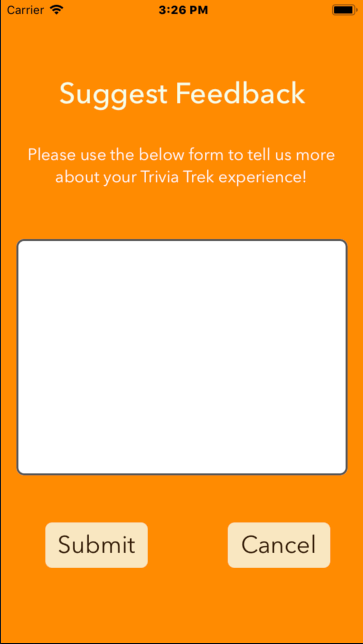 Carrier 3:26 PM
Suggest Feedback
Please use the below form to tell us more
about your Trivia Trek experience!
Submit Cancel